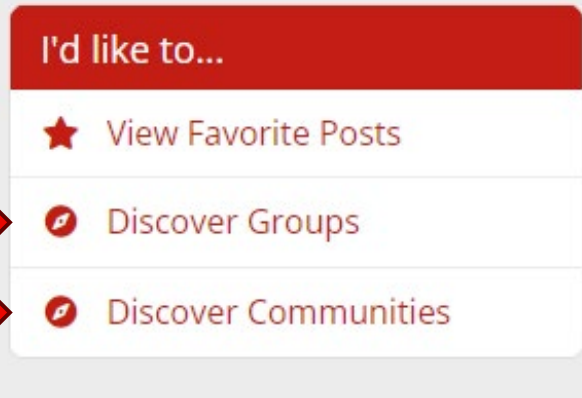 I'd like to...
View Favorite Posts
Discover Groups
Discover Communities